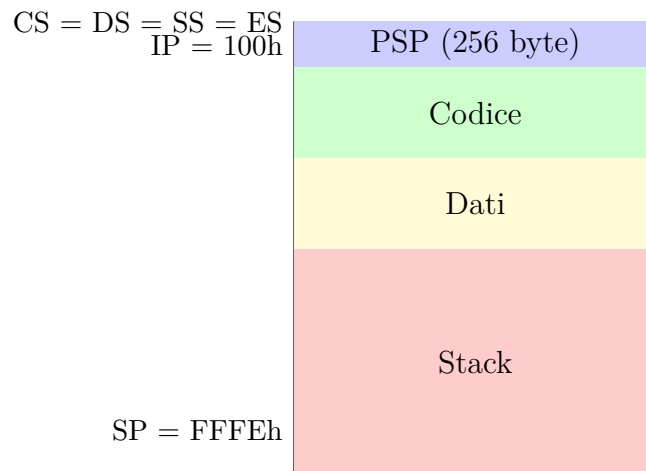 CS = DS = SS = ES
IP = 100h
PSP (256 byte)
Codice
Dati
Stack
SP = FFFEh